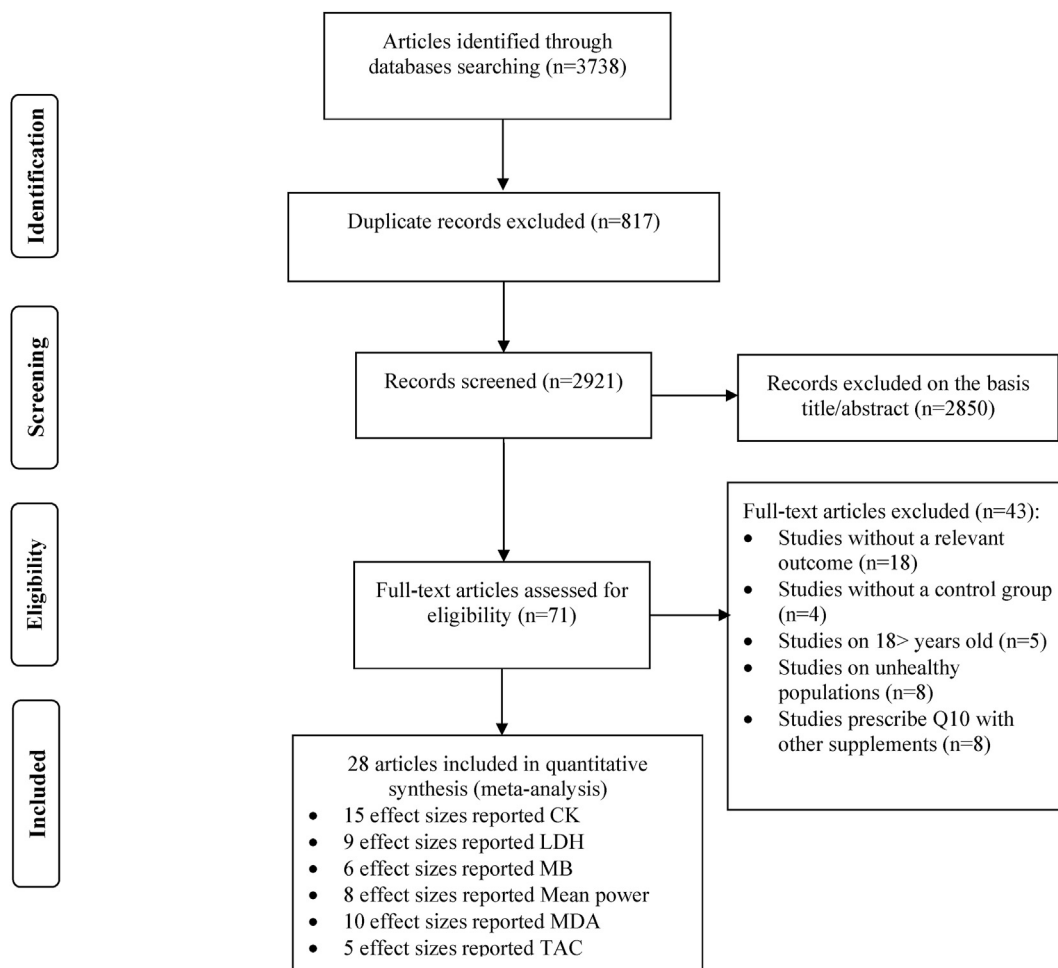 Articles identified through
databases searching (n=3738)
Identification
Duplicate records excluded (n=817)
Screening
Records screened (n=2921)
Records excluded on the basis
title/abstract (n=2850)
Eligibility
Full-text articles assessed for
eligibility (n=71)
Full-text articles excluded (n=43):
• Studies without a relevant
outcome (n=18)
• Studies without a control group
(n=4)
• Studies on 18> years old (n=5)
• Studies on unhealthy
populations (n=8)
• Studies prescribe Q10 with
other supplements (n=8)
Included
28 articles included in quantitative
synthesis (meta-analysis)
• 15 effect sizes reported CK
• 9 effect sizes reported LDH
• 6 effect sizes reported MB
• 8 effect sizes reported Mean power
• 10 effect sizes reported MDA
• 5 effect sizes reported TAC